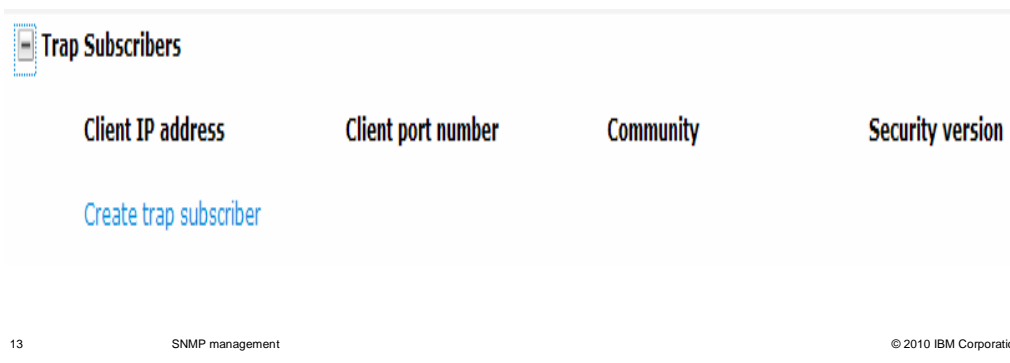 Trap Subscribers
Client IP address Client port number Community Security version
Create trap subscriber
13 SNMP management © 2010 IBM Corporatio